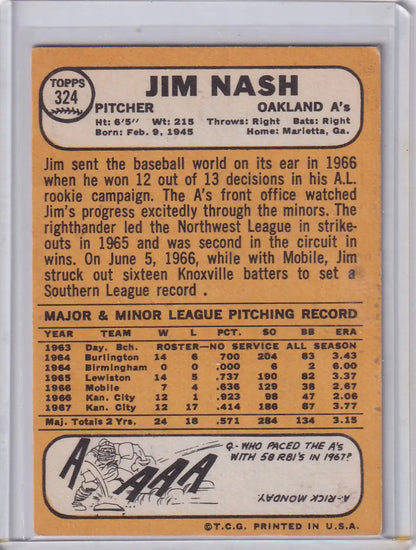 TOPPS
324
JIM NASH
PITCHER OAKLAND A's
Ht: 6'5" Wt: 215 Throws: Right Bats: Right
Born: Feb. 9, 1945 Home: Marietta, Ga.
Jim sent the baseball world on its ear in 1966
when he won 12 out of 13 decisions in his A.L.
rookie campaign. The A's front office watched
Jim's progress excitedly through the minors. The
righthander led the Northwest League in strike-
outs in 1965 and was second in the circuit in
wins. On June 5, 1966, while with Mobile, Jim
struck out sixteen Knoxville batters to set a
Southern League record .
MAJOR & MINOR LEAGUE PITCHING RECORD
YEAR TEAM W L PCT. SO BB ERA
1963 Day. Bch. ROSTER—NO SERVICE ALL SEASON
1964 Burlington 14 6 .700 204 83 3.43
1964 Birmingham 0 0 .000 6 2 6.00
1965 Lewiston 14 5 .737 190 82 3.37
1966 Mobile 7 4 .636 129 38 2.67
1966 Kan. City 12 1 .923 98 47 2.06
1967 Kan. City 12 17 .414 186 87 3.77
Maj. Totals 2 Yrs. 24 18 .571 284 134 3.15
A AAAA
Q-WHO PACED THE A'S
WITH 58 RBI'S IN 1967?
A-RICK MONDAY
©T.C.G. PRINTED IN U.S.A.